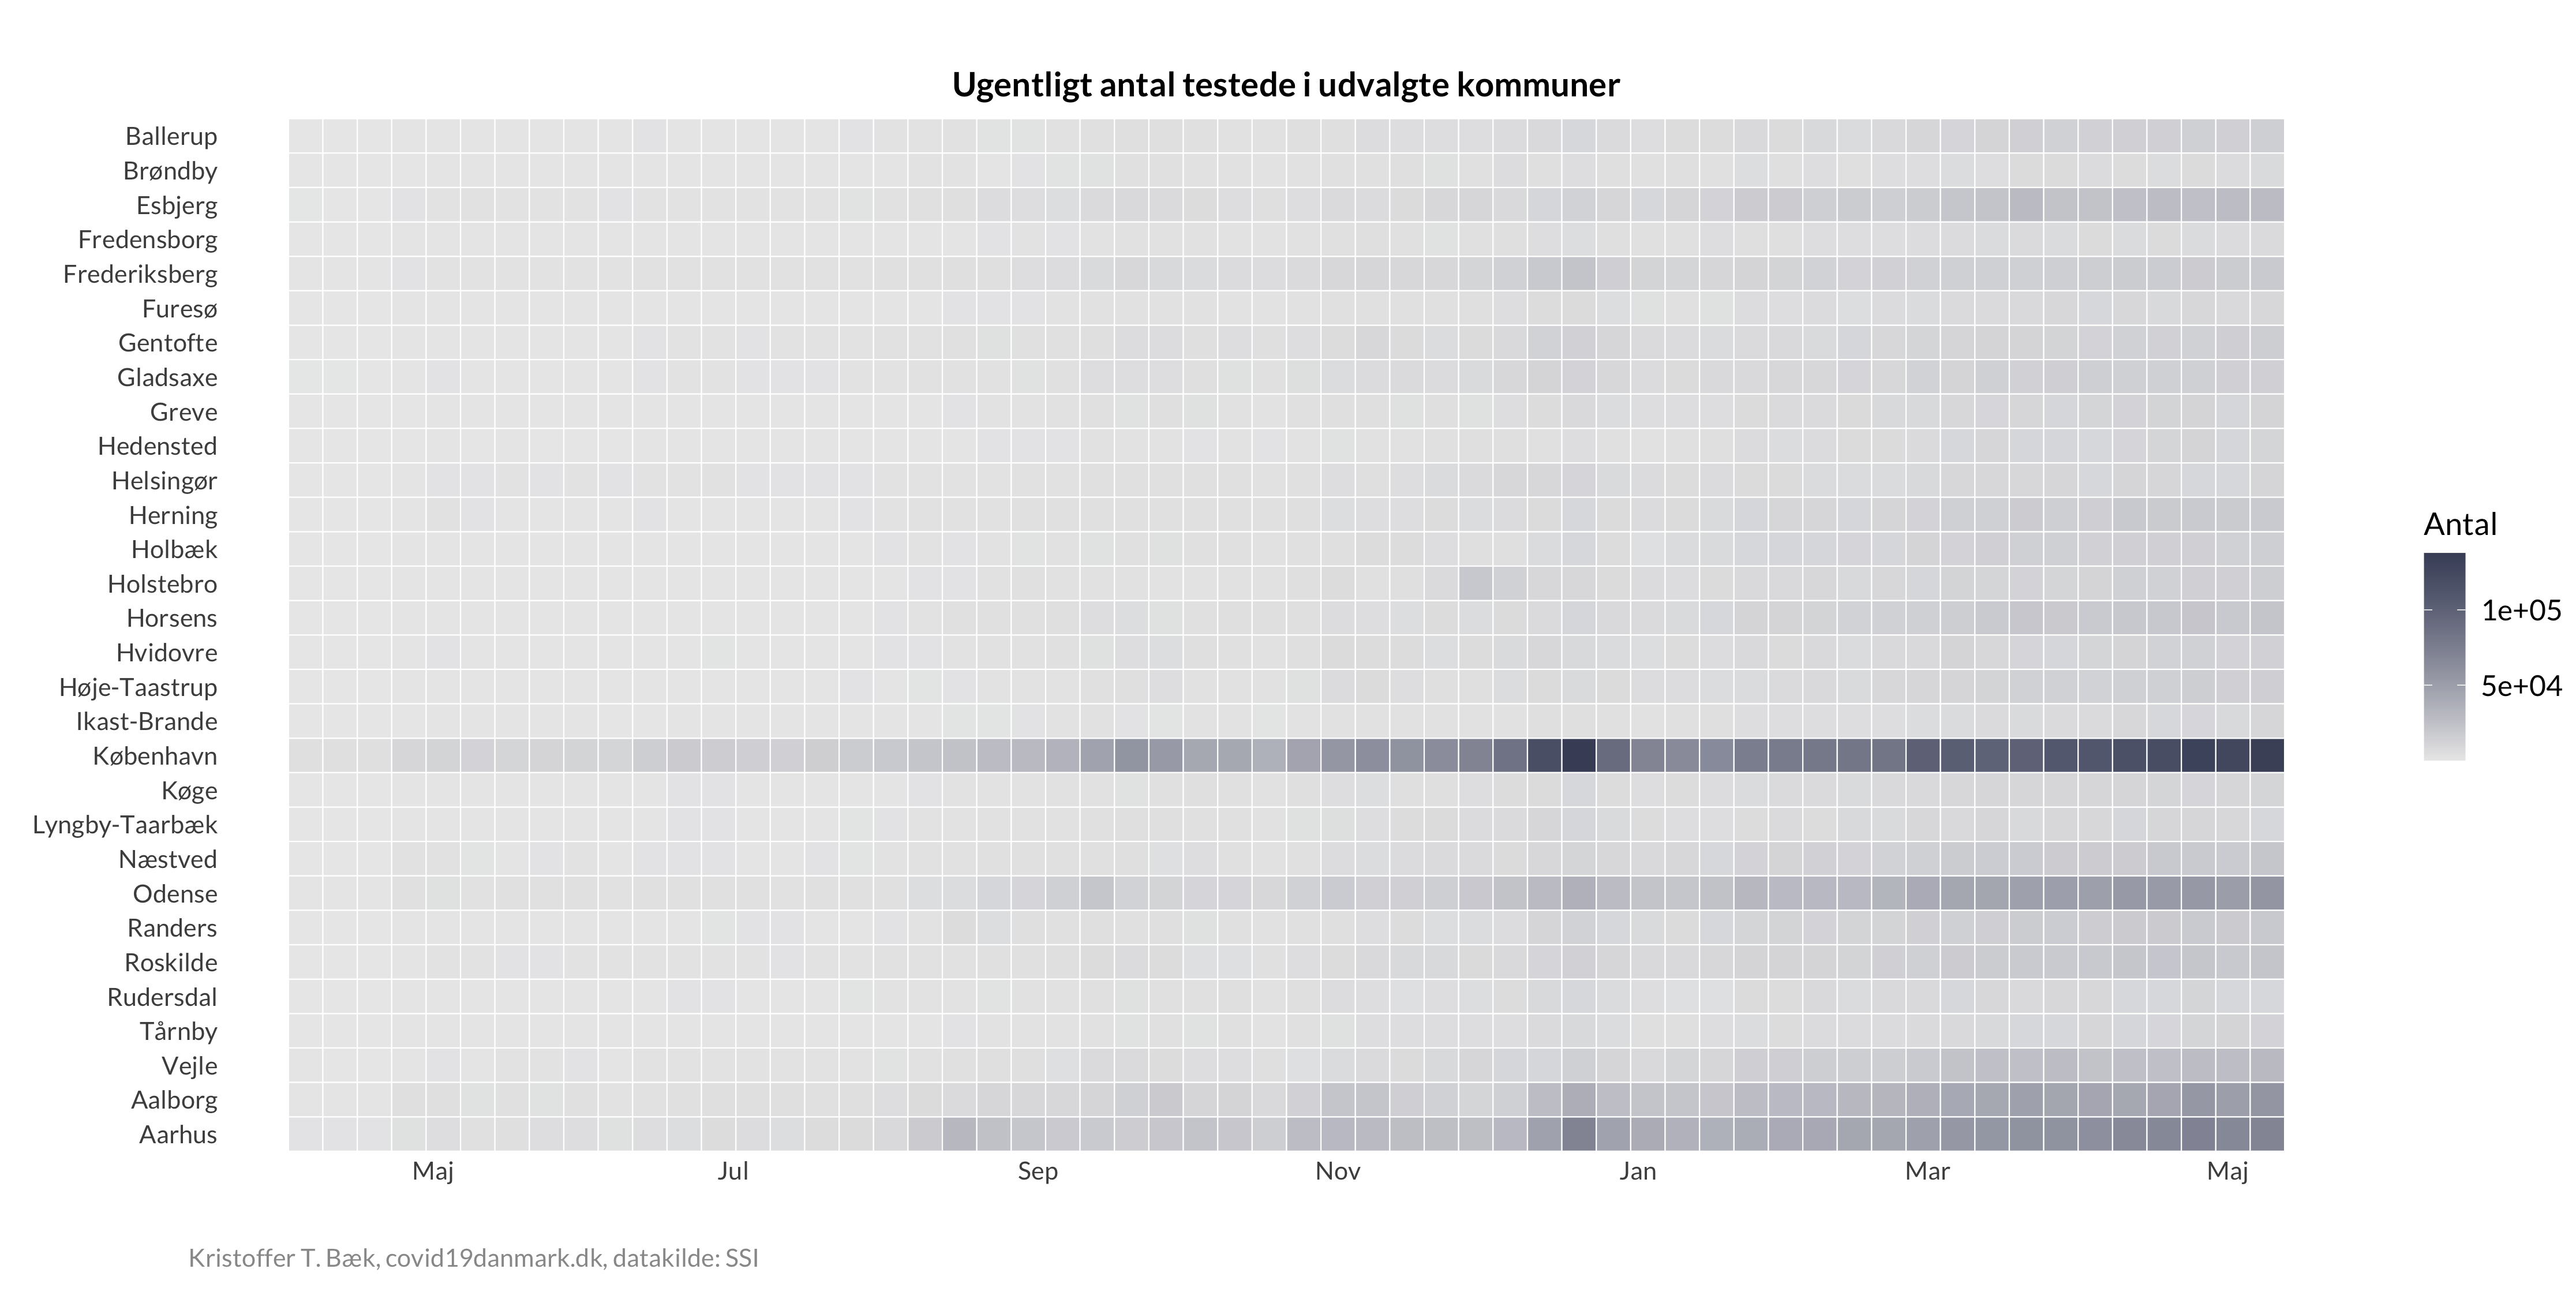 Ugentligt antal testede i udvalgte kommuner
Ballerup
Brøndby
Esbjerg
Fredensborg
Frederiksberg
Furesø
Gentofte
Gladsaxe
Greve
Hedensted
Helsingør
Herning
Holbæk
Holstebro
Horsens
Hvidovre
Høje-Taastrup
Ikast-Brande
København
Køge
Lyngby-Taarbæk
Næstved
Odense
Randers
Roskilde
Rudersdal
Tårnby
Vejle
Aalborg
Aarhus
Maj Jul Sep Nov Jan Mar Maj
Antal
1e+05
5e+04
Kristoffer T. Bæk, covid19danmark.dk, datakilde: SSI